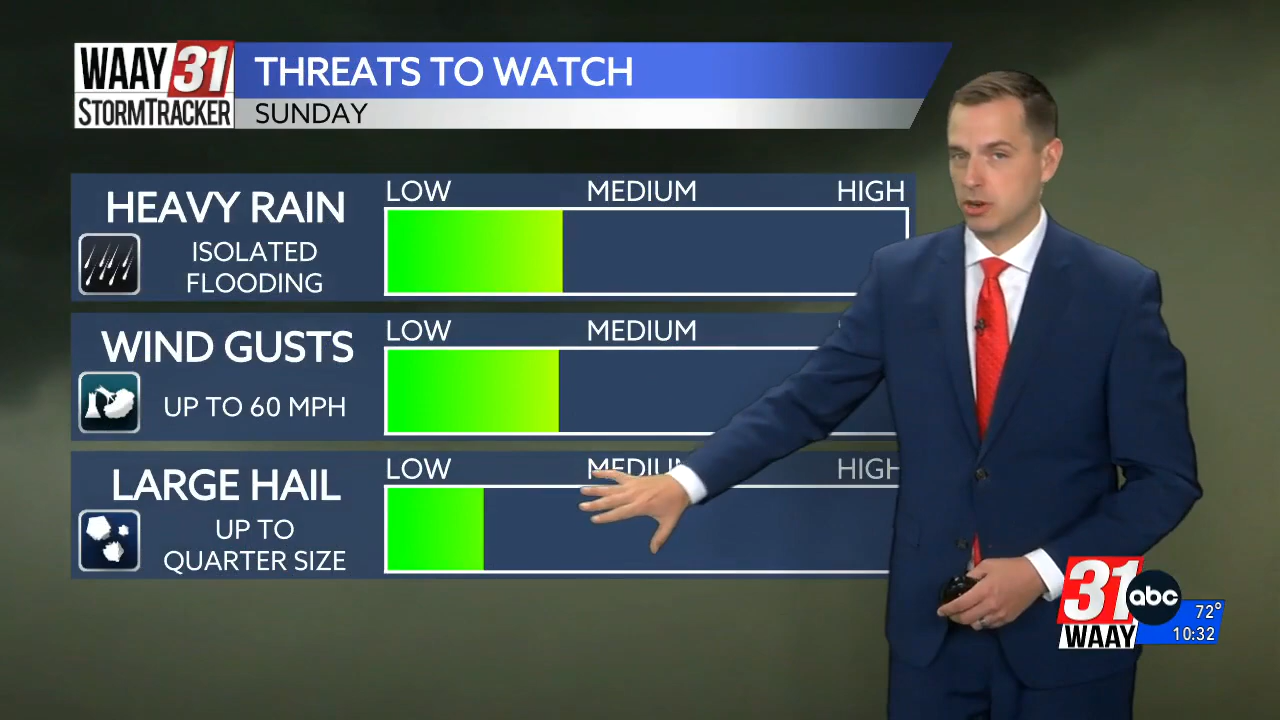 WAAY 31
STORMTRACKER
THREATS TO WATCH
SUNDAY
HEAVY RAIN
ISOLATED
FLOODING
LOW MEDIUM HIGH
WIND GUSTS
UP TO 60 MPH
LOW MEDIUM
LARGE HAIL
UP TO
QUARTER SIZE
LOW MEDIUM HIGH
31
abc
WAAY
72°
10:32